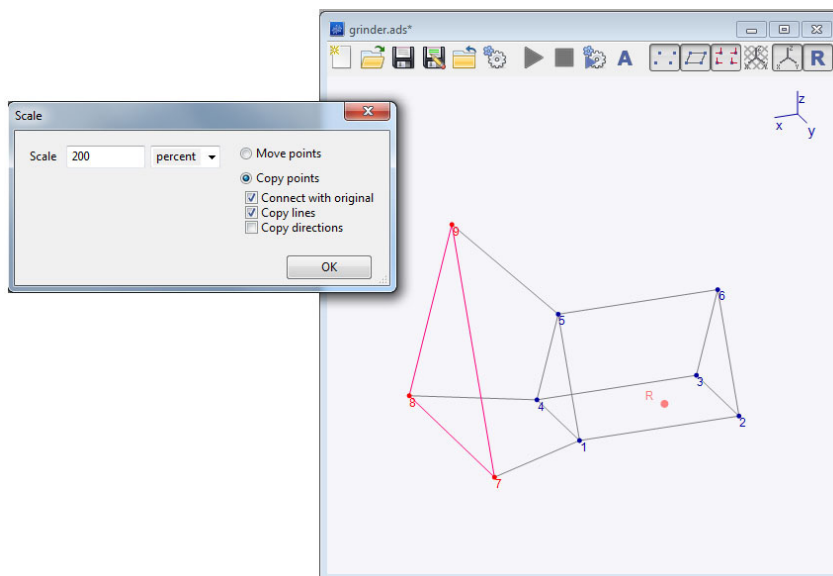 grinder.ads*
A
R
Scale
Scale 200 percent
Move points
Copy points
Connect with original
Copy lines
Copy directions
OK
z
x
y
9
6
5
3
R
8
4
2
1
7